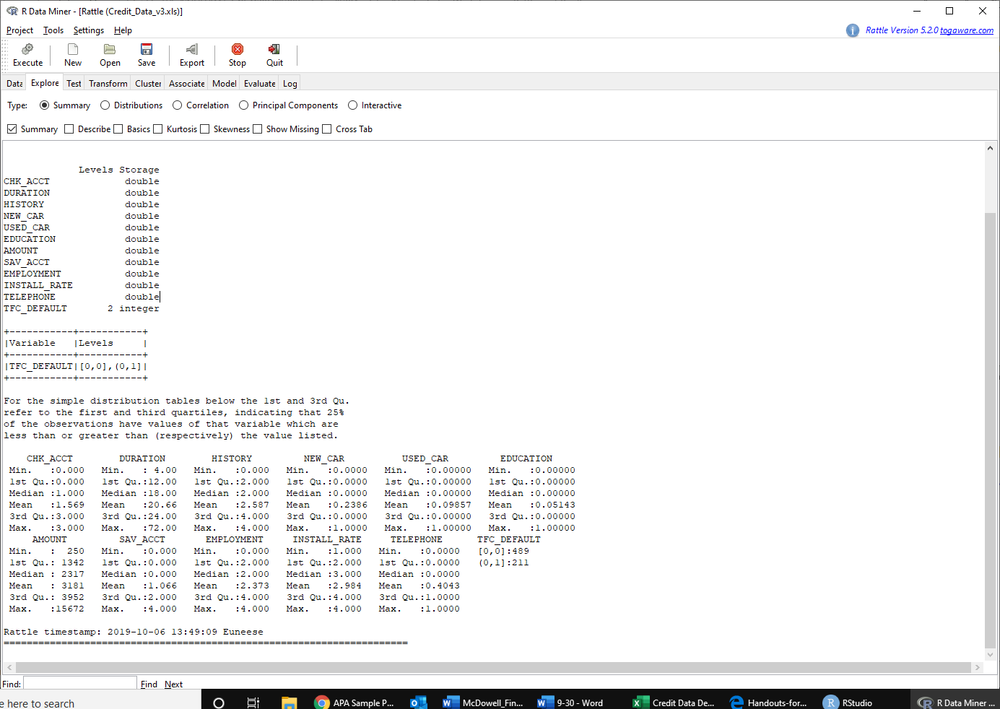 R Data Miner - [Rattle (Credit_Data_v3.xls)]
Project Tools Settings Help
Rattle Version 5.2.0 togaware.com
Execute New Open Save Export Stop Quit
Data Explore Test Transform Cluster Associate Model Evaluate Log
Type: Summary Distributions Correlation Principal Components Interactive
Summary Describe Basics Kurtosis Skewness Show Missing Cross Tab
Levels Storage
CHK_ACCT double
DURATION double
HISTORY double
NEW_CAR double
USED_CAR double
EDUCATION double
AMOUNT double
SAV_ACCT double
EMPLOYMENT double
INSTALL_RATE double
TELEPHONE double
TFC_DEFAULT 2 integer
+-----------+-----------+
|Variable |Levels |
+-----------+-----------+
|TFC_DEFAULT|[0,0],(0,1]|
+-----------+-----------+
For the simple distribution tables below the 1st and 3rd Qu.
refer to the first and third quartiles, indicating that 25%
of the observations have values of that variable which are
less than or greater than (respectively) the value listed.
CHK_ACCT DURATION HISTORY NEW_CAR USED_CAR EDUCATION
Min. :0.000 Min. : 4.00 Min. :0.000 Min. :0.0000 Min. :0.00000 Min. :0.00000
1st Qu.:0.000 1st Qu.:12.00 1st Qu.:2.000 1st Qu.:0.0000 1st Qu.:0.00000 1st Qu.:0.00000
Median :1.000 Median :18.00 Median :2.000 Median :0.0000 Median :0.00000 Median :0.00000
Mean :1.569 Mean :20.66 Mean :2.587 Mean :0.2386 Mean :0.09857 Mean :0.05143
3rd Qu.:3.000 3rd Qu.:24.00 3rd Qu.:4.000 3rd Qu.:0.0000 3rd Qu.:0.00000 3rd Qu.:0.00000
Max. :3.000 Max. :72.00 Max. :4.000 Max. :1.0000 Max. :1.00000 Max. :1.00000
AMOUNT SAV_ACCT EMPLOYMENT INSTALL_RATE TELEPHONE TFC_DEFAULT
Min. : 250 Min. :0.000 Min. :0.000 Min. :1.000 Min. :0.0000 [0,0]:489
1st Qu.: 1342 1st Qu.:0.000 1st Qu.:2.000 1st Qu.:2.000 1st Qu.:0.0000 (0,1]:211
Median : 2317 Median :0.000 Median :2.000 Median :3.000 Median :0.0000
Mean : 3181 Mean :1.066 Mean :2.373 Mean :2.984 Mean :0.4043
3rd Qu.: 3952 3rd Qu.:2.000 3rd Qu.:4.000 3rd Qu.:4.000 3rd Qu.:1.0000
Max. :15672 Max. :4.000 Max. :4.000 Max. :4.000 Max. :1.0000
Rattle timestamp: 2019-10-06 13:49:09 Euneese
======================================================================
Find: Find Next
e here to search APA Sample P... McDowell_Fin... 9-30 - Word Credit Data De... Handouts-for... RStudio R Data Miner ...